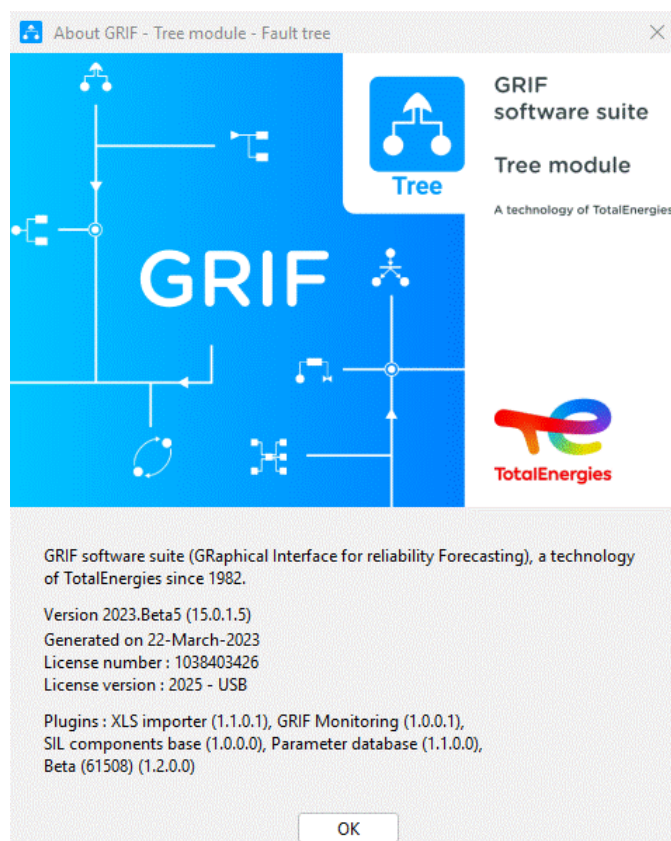 About GRIF - Tree module - Fault tree
GRIF
software suite
Tree module
A technology of TotalEnergies
Tree
GRIF
TotalEnergies
GRIF software suite (GRaphical Interface for reliability Forecasting), a technology
of TotalEnergies since 1982.
Version 2023.Beta5 (15.0.1.5)
Generated on 22-March-2023
License number : 1038403426
License version : 2025 - USB
Plugins : XLS importer (1.1.0.1), GRIF Monitoring (1.0.0.1),
SIL components base (1.0.0.0), Parameter database (1.1.0.0),
Beta (61508) (1.2.0.0)
OK